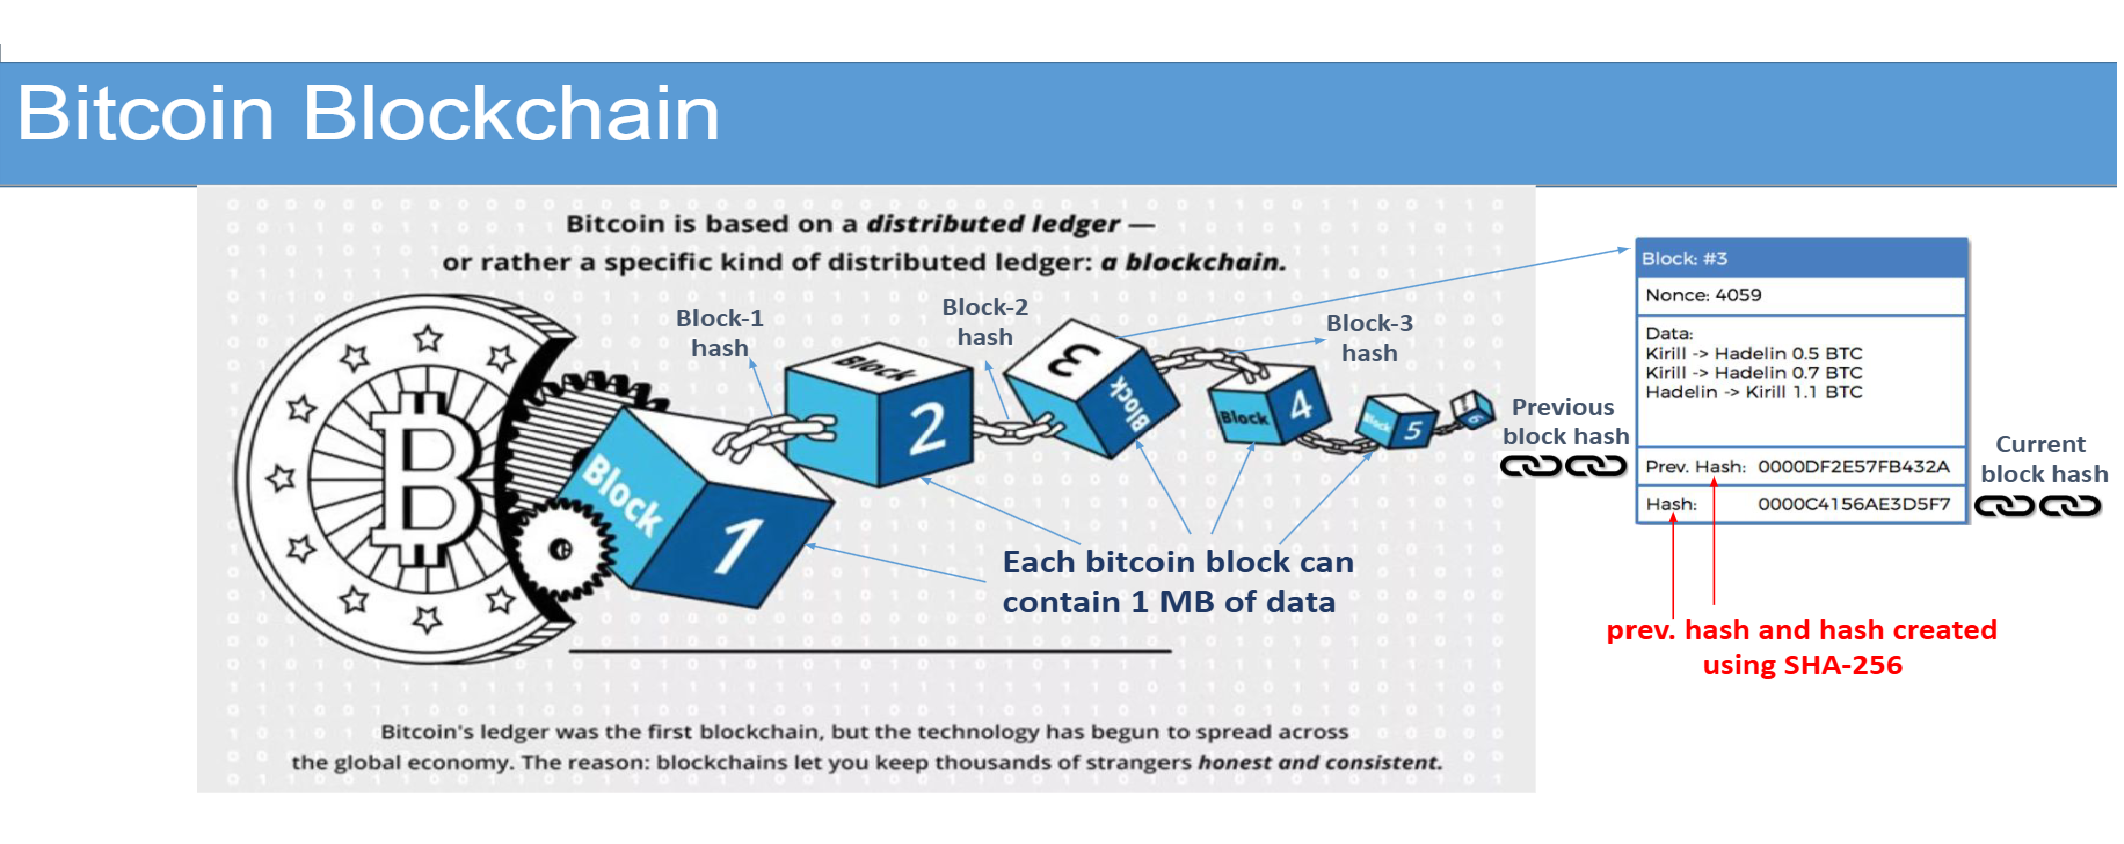 Bitcoin Blockchain
Bitcoin is based on a distributed ledger —
or rather a specific kind of distributed ledger: a blockchain.
Block-1
hash
Block-2
hash
Block-3
hash
Block
1
Block
2
3
Block
Block
4
Block
5
6
Each bitcoin block can
contain 1 MB of data
Bitcoin's ledger was the first blockchain, but the technology has begun to spread across
the global economy. The reason: blockchains let you keep thousands of strangers honest and consistent.
Previous
block hash
Block: #3
Nonce: 4059
Data:
Kirill -> Hadelin 0.5 BTC
Kirill -> Hadelin 0.7 BTC
Hadelin -> Kirill 1.1 BTC
Prev. Hash: 0000DF2E57FB432A
Hash: 0000C4156AE3D5F7
Current
block hash
prev. hash and hash created
using SHA-256